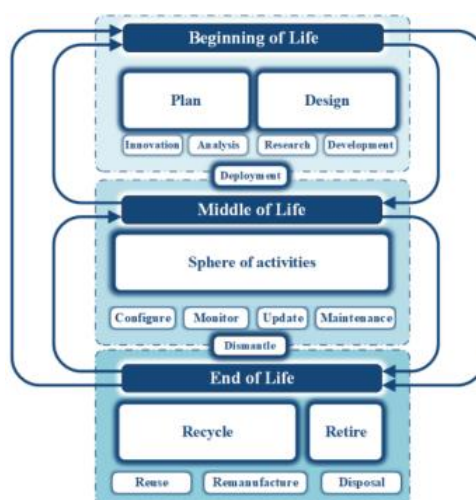 Beginning of Life
Plan
Design
Innovation
Analysis
Research
Development
Deployment
Middle of Life
Sphere of activities
Configure
Monitor
Update
Maintenance
Dismantle
End of Life
Recycle
Retire
Reuse
Remanufacture
Disposal